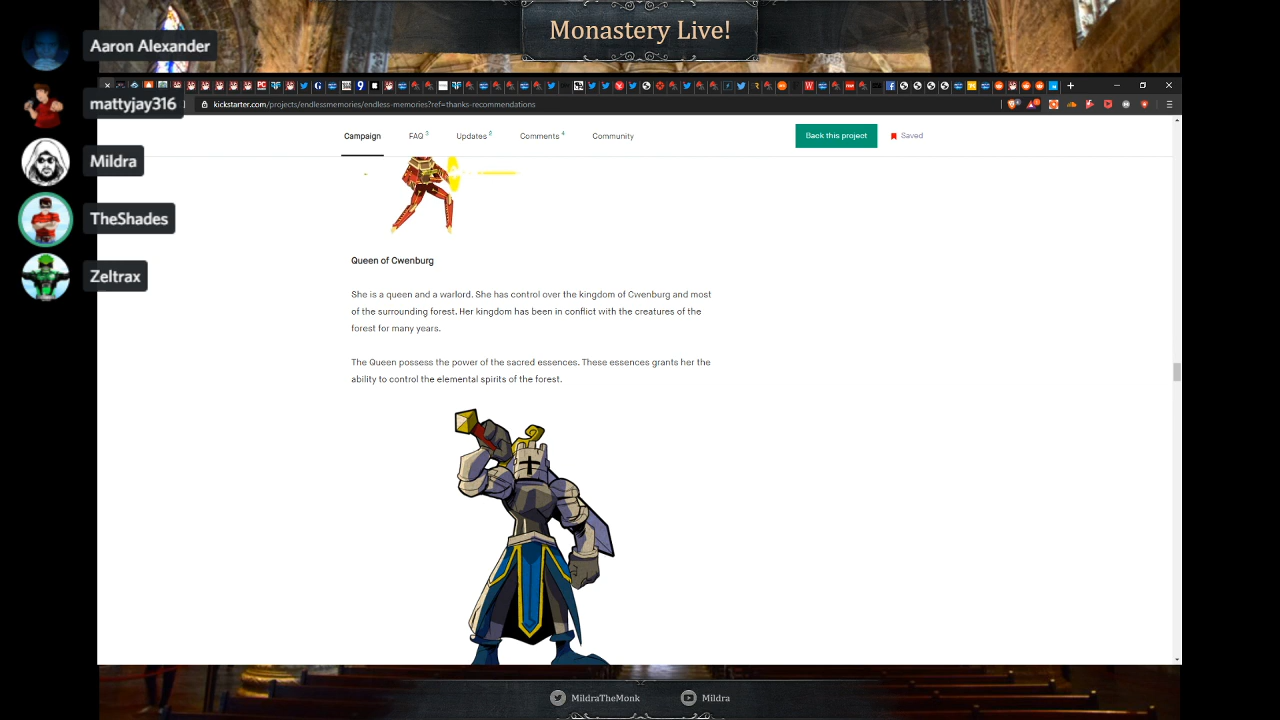 Monastery Live!
Aaron Alexander
mattyjay316
Mildra
TheShades
Zeltrax
kickstarter.com/projects/endlessmemories/endless-memories?ref=thanks-recommendations
Campaign FAQ 3 Updates 2 Comments 4 Community Back this project Saved
Queen of Cwenburg
She is a queen and a warlord. She has control over the kingdom of Cwenburg and most
of the surrounding forest. Her kingdom has been in conflict with the creatures of the
forest for many years.
The Queen possess the power of the sacred essences. These essences grants her the
ability to control the elemental spirits of the forest.
MildraTheMonk Mildra